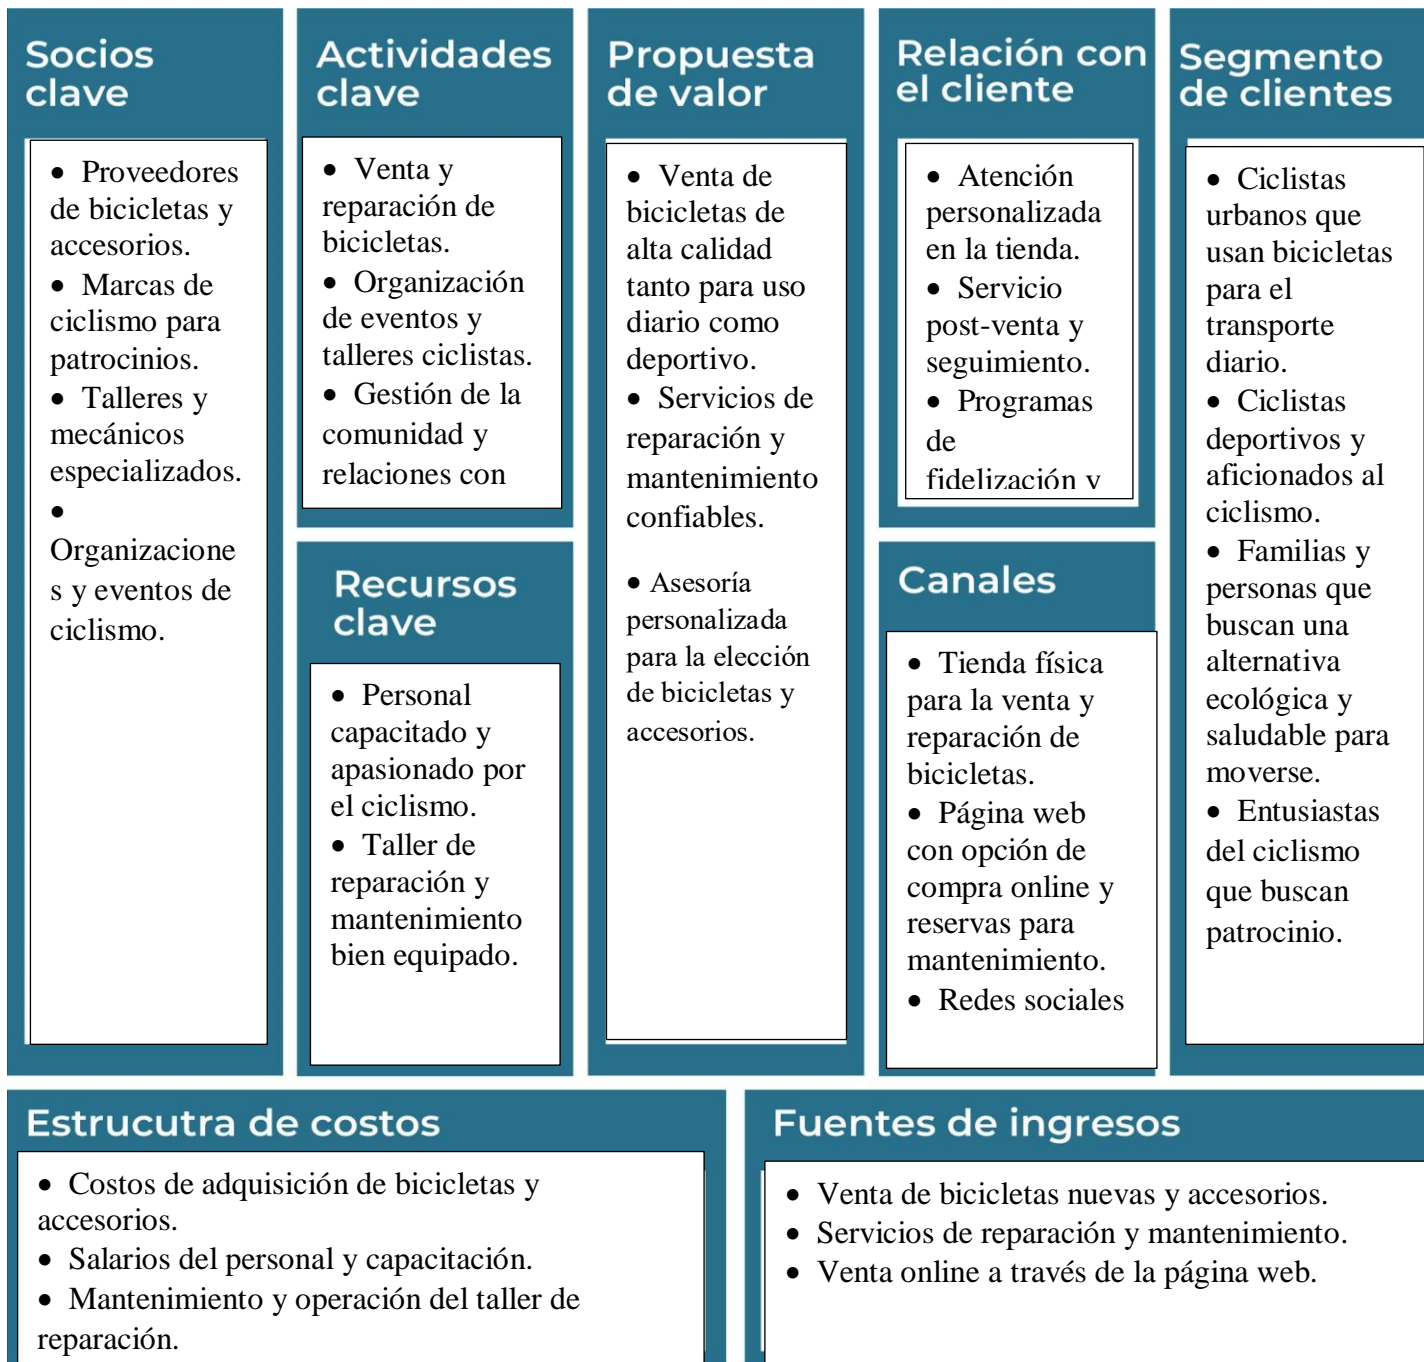 Socios
clave
• Proveedores
de bicicletas y
accesorios.
• Marcas de
ciclismo para
patrocinios.
• Talleres y
mecánicos
especializados.
•
Organizacione
s y eventos de
ciclismo.
Actividades
clave
• Venta y
reparación de
bicicletas.
• Organización
de eventos y
talleres ciclistas.
• Gestión de la
comunidad y
relaciones con
Recursos
clave
• Personal
capacitado y
apasionado por
el ciclismo.
• Taller de
reparación y
mantenimiento
bien equipado.
Propuesta
de valor
• Venta de
bicicletas de
alta calidad
tanto para uso
diario como
deportivo.
• Servicios de
reparación y
mantenimiento
confiables.
• Asesoría
personalizada
para la elección
de bicicletas y
accesorios.
Relación con
el cliente
• Atención
personalizada
en la tienda.
• Servicio
post-venta y
seguimiento.
• Programas
de
fidelización y
Canales
• Tienda física
para la venta y
reparación de
bicicletas.
• Página web
con opción de
compra online y
reservas para
mantenimiento.
• Redes sociales
Segmento
de clientes
• Ciclistas
urbanos que
usan bicicletas
para el
transporte
diario.
• Ciclistas
deportivos y
aficionados al
ciclismo.
• Familias y
personas que
buscan una
alternativa
ecológica y
saludable para
moverse.
• Entusiastas
del ciclismo
que buscan
patrocinio.
Estrucutra de costos
• Costos de adquisición de bicicletas y
accesorios.
• Salarios del personal y capacitación.
• Mantenimiento y operación del taller de
reparación.
Fuentes de ingresos
• Venta de bicicletas nuevas y accesorios.
• Servicios de reparación y mantenimiento.
• Venta online a través de la página web.